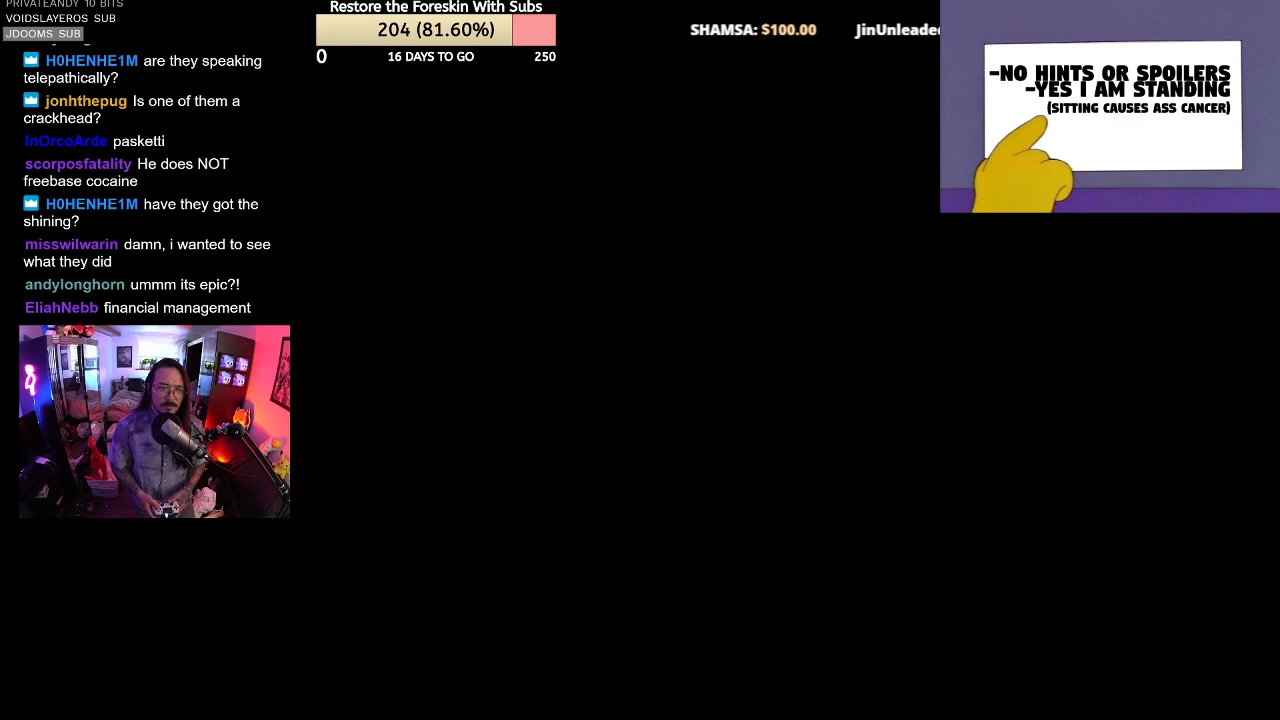 PRIVATEANDY 10 BITS
VOIDSLAYEROS SUB
JDOOMS SUB
H0HENHE1M are they speaking
telepathically?
jonhthepug Is one of them a
crackhead?
InOrcoArde pasketti
scorposfatality He does NOT
freebase cocaine
H0HENHE1M have they got the
shining?
misswilwarin damn, i wanted to see
what they did
andylonghorn ummm its epic?!
EliahNebb financial management
Restore the Foreskin With Subs
204 (81.60%)
0 16 DAYS TO GO 250
SHAMSA: $100.00 JinUnleaded
-NO HINTS OR SPOILERS
-YES I AM STANDING
(SITTING CAUSES ASS CANCER)